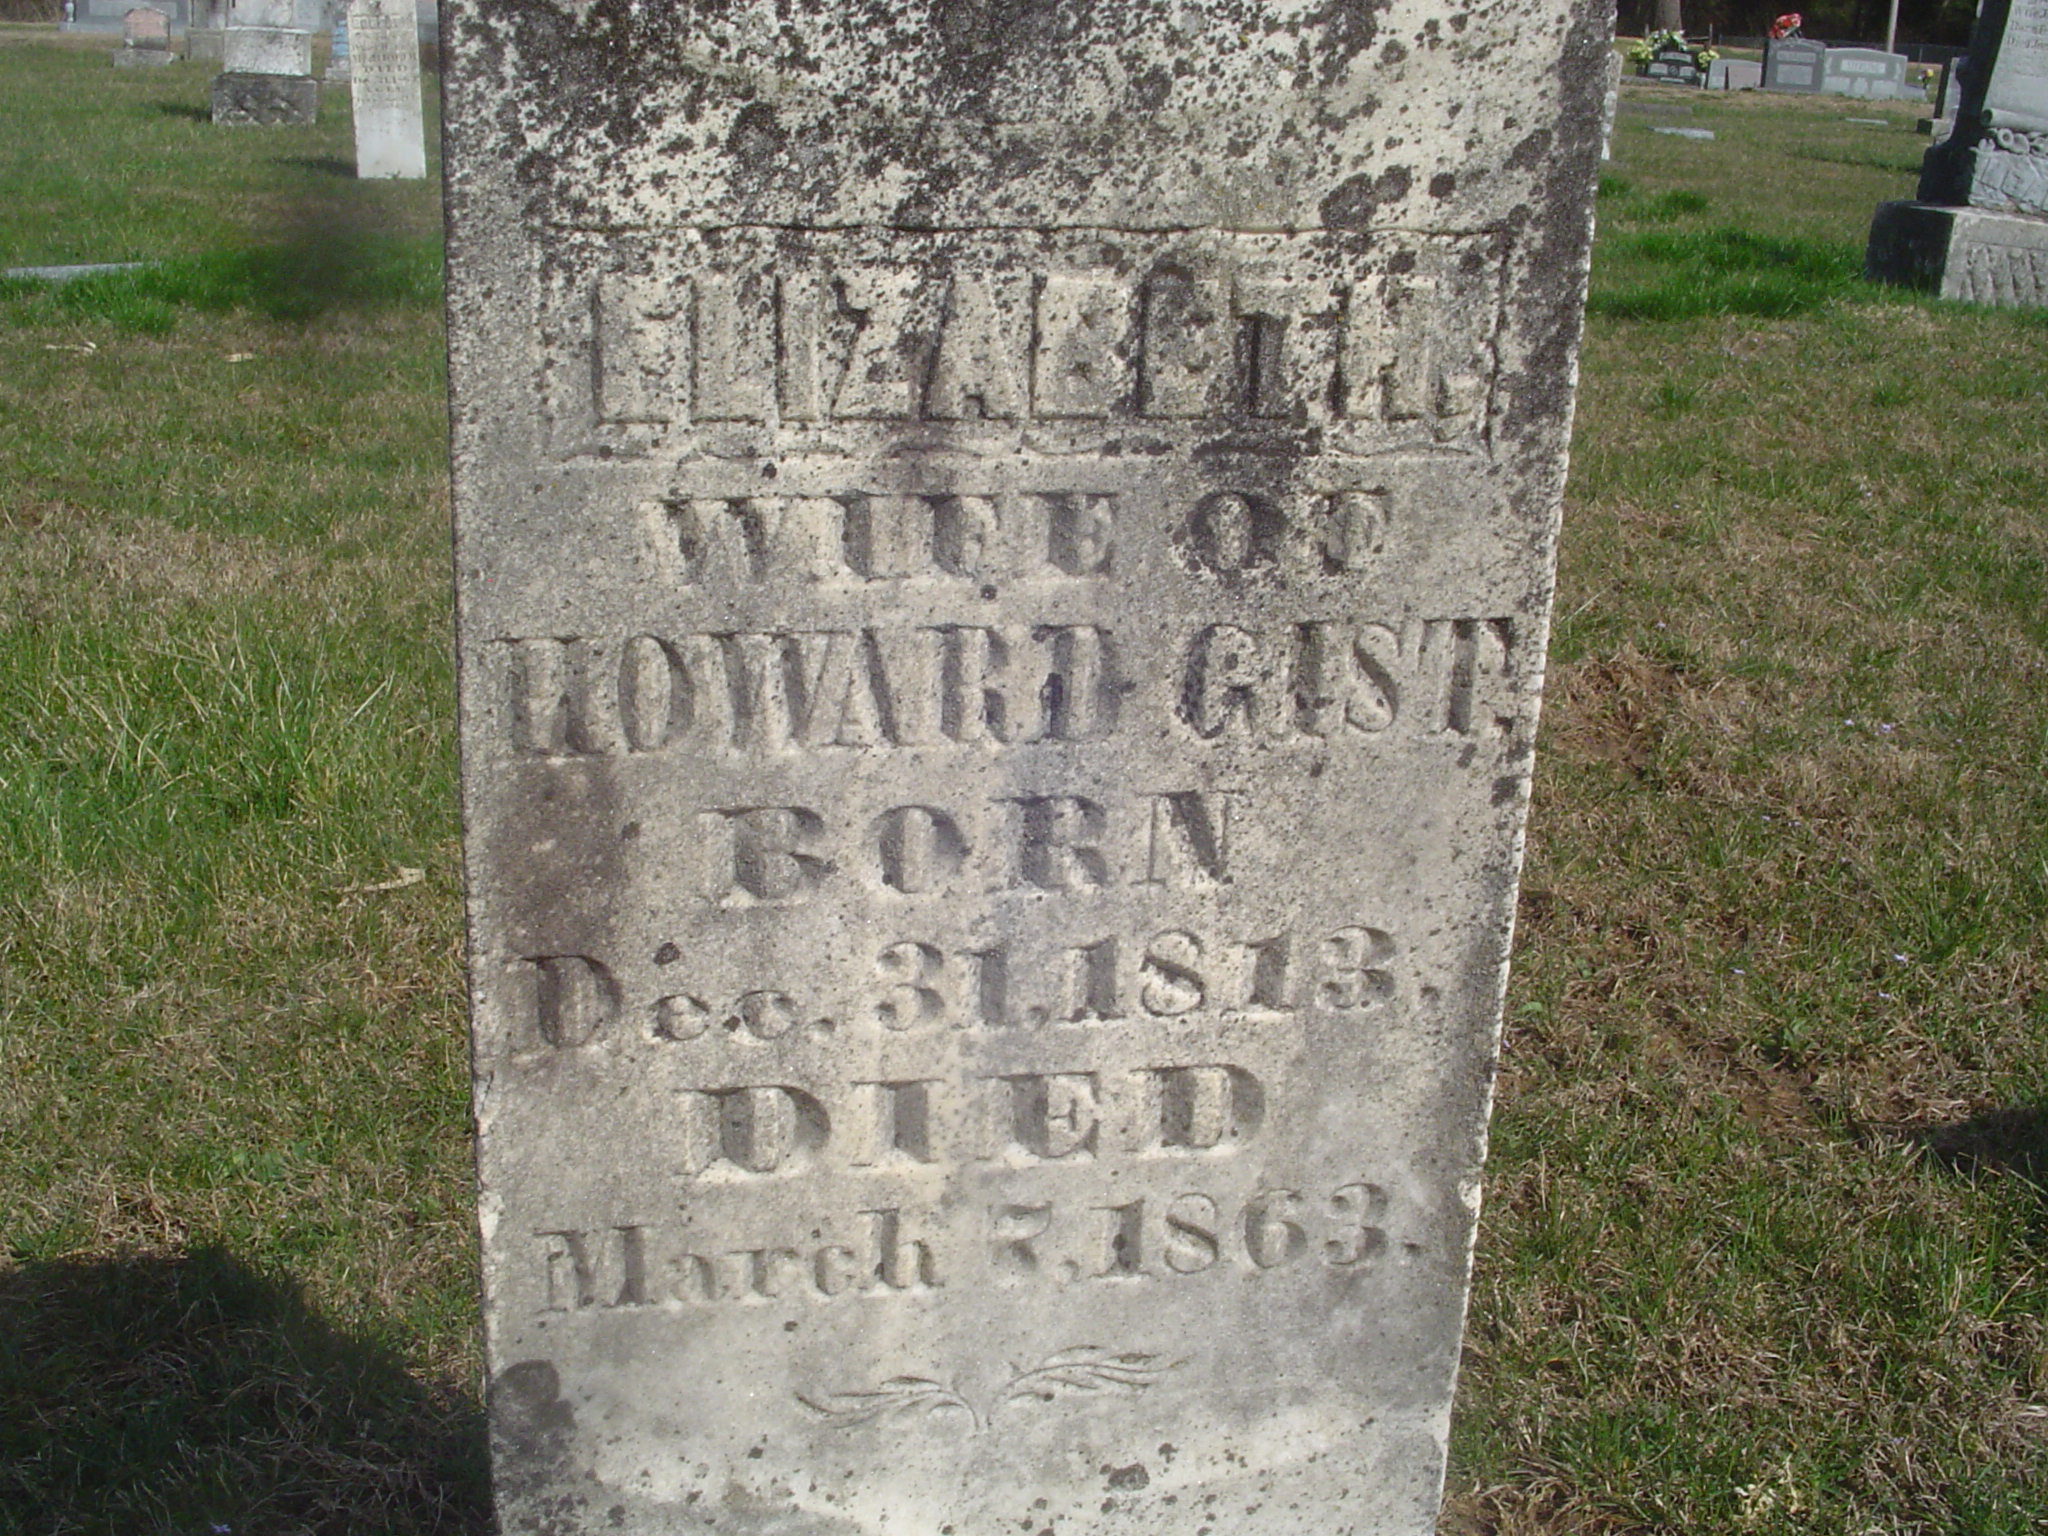 ELIZABETH,
WIFE OF
HOWARD GIST,
BORN
Dec. 31, 1813.
DIED
March 7, 1863.